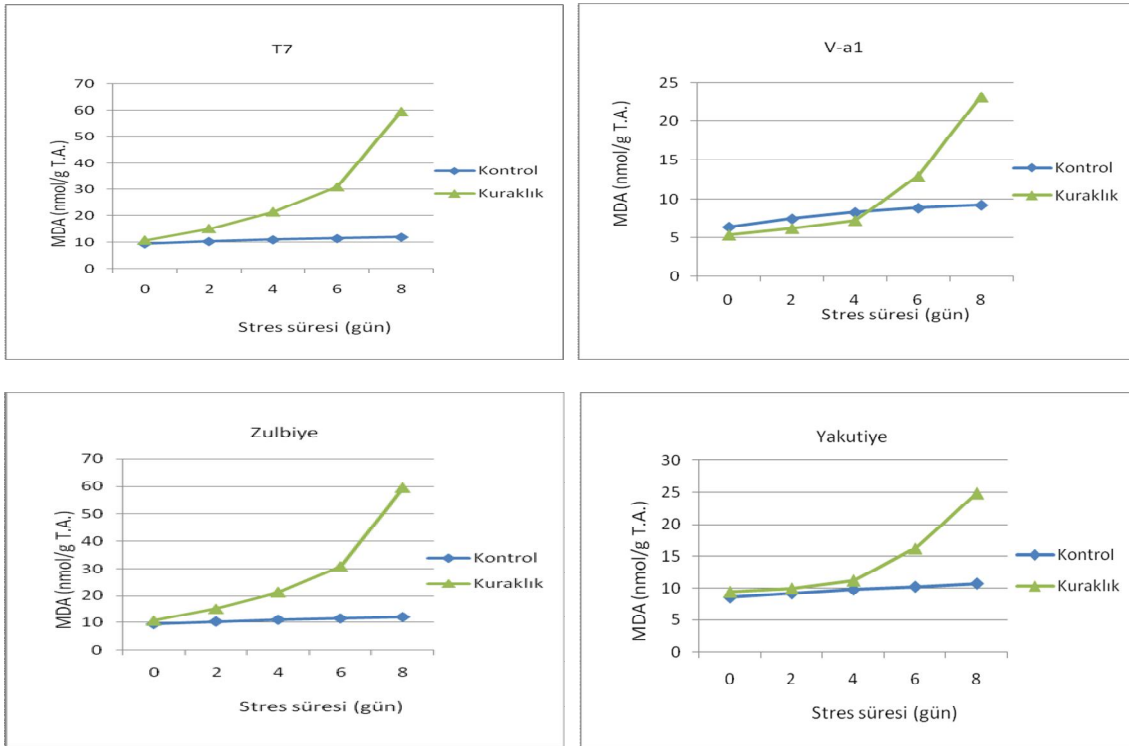 T7
70
60
50
40
30
20
10
0
MDA (nmol/g T.A.)
0 2 4 6 8
Stres süresi (gün)
Kontrol
Kuraklık
V-a1
25
20
15
10
5
0
MDA (nmol/g T.A.)
0 2 4 6 8
Stres süresi (gün)
Kontrol
Kuraklık
Zulbiye
70
60
50
40
30
20
10
0
MDA (nmol/g T.A.)
0 2 4 6 8
Stres süresi (gün)
Kontrol
Kuraklık
Yakutiye
30
25
20
15
10
5
0
MDA (nmol/g T.A.)
0 2 4 6 8
Stres süresi (gün)
Kontrol
Kuraklık